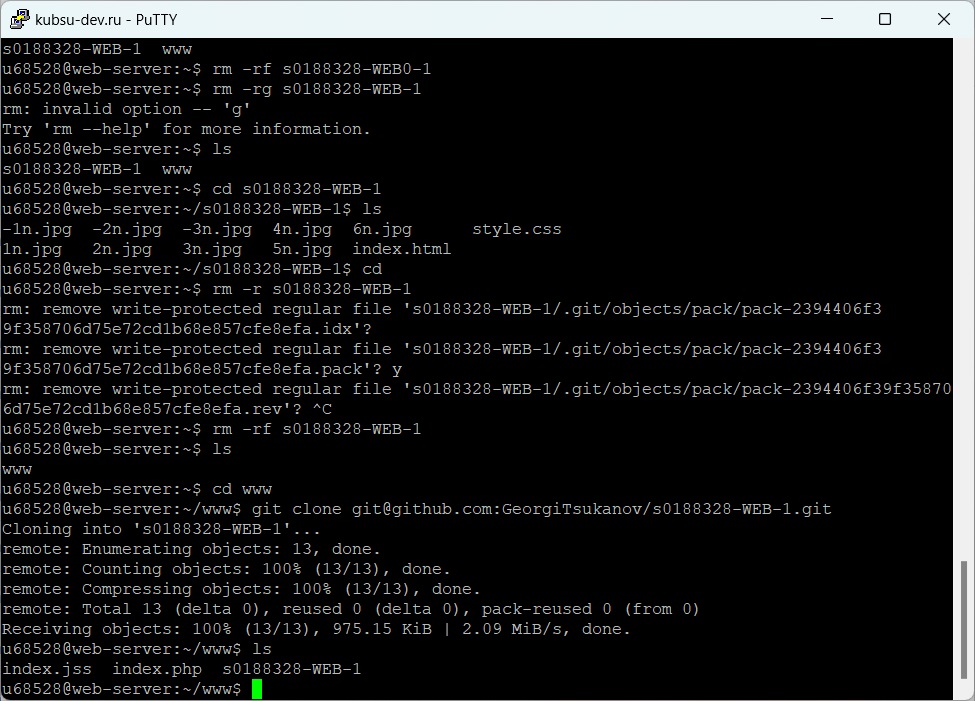 kubsu-dev.ru - PuTTY
s0188328-WEB-1  www
u68528@web-server:~$ rm -rf s0188328-WEB0-1
u68528@web-server:~$ rm -rg s0188328-WEB-1
rm: invalid option -- 'g'
Try 'rm --help' for more information.
u68528@web-server:~$ ls
s0188328-WEB-1  www
u68528@web-server:~$ cd s0188328-WEB-1
u68528@web-server:~/s0188328-WEB-1$ ls
-1n.jpg  -2n.jpg  -3n.jpg  4n.jpg  6n.jpg      style.css
1n.jpg   2n.jpg   3n.jpg   5n.jpg  index.html
u68528@web-server:~/s0188328-WEB-1$ cd
u68528@web-server:~$ rm -r s0188328-WEB-1
rm: remove write-protected regular file 's0188328-WEB-1/.git/objects/pack/pack-2394406f3
9f358706d75e72cd1b68e857cfe8efa.idx'?
rm: remove write-protected regular file 's0188328-WEB-1/.git/objects/pack/pack-2394406f3
9f358706d75e72cd1b68e857cfe8efa.pack'? y
rm: remove write-protected regular file 's0188328-WEB-1/.git/objects/pack/pack-2394406f39f35870
6d75e72cd1b68e857cfe8efa.rev'? ^C
u68528@web-server:~$ rm -rf s0188328-WEB-1
u68528@web-server:~$ ls
www
u68528@web-server:~$ cd www
u68528@web-server:~/www$ git clone git@github.com:GeorgiTsukanov/s0188328-WEB-1.git
Cloning into 's0188328-WEB-1'...
remote: Enumerating objects: 13, done.
remote: Counting objects: 100% (13/13), done.
remote: Compressing objects: 100% (13/13), done.
remote: Total 13 (delta 0), reused 0 (delta 0), pack-reused 0 (from 0)
Receiving objects: 100% (13/13), 975.15 KiB | 2.09 MiB/s, done.
u68528@web-server:~/www$ ls
index.jss  index.php  s0188328-WEB-1
u68528@web-server:~/www$